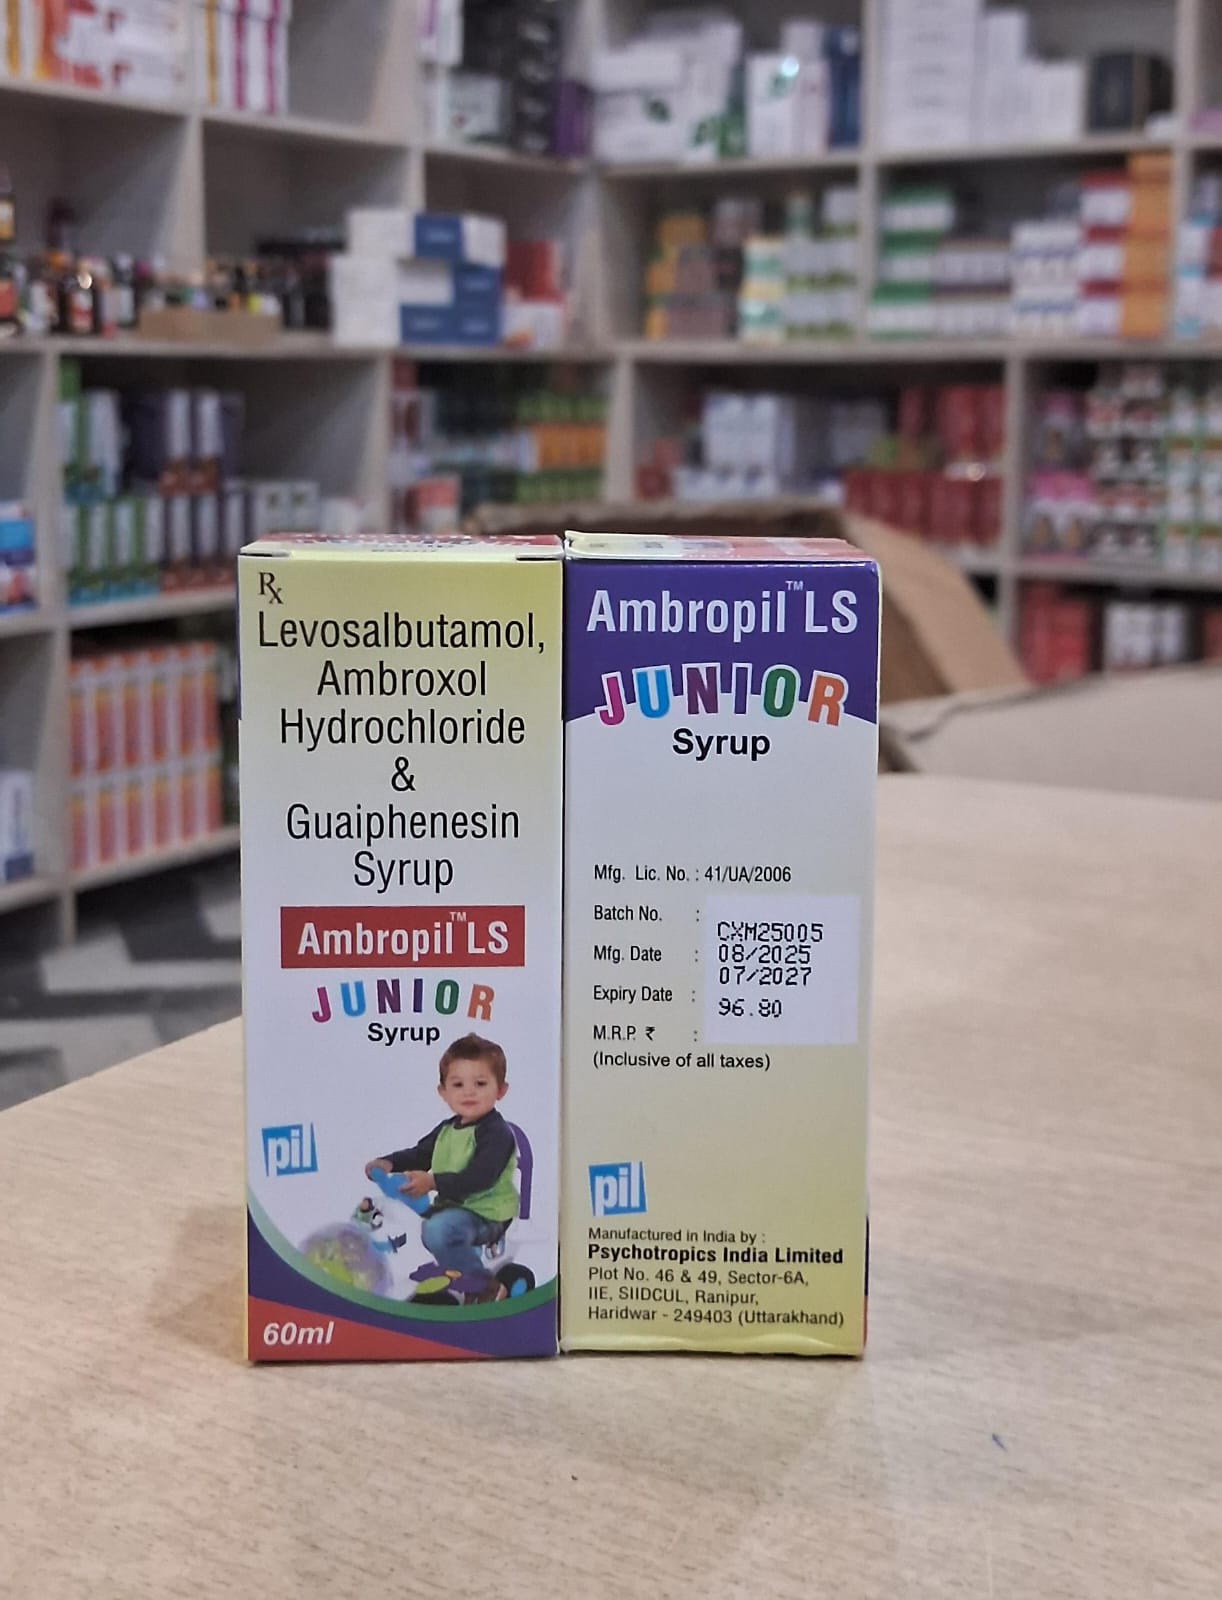 Rx
Levosalbutamol,
Ambroxol
Hydrochloride
&
Guaiphenesin
Syrup
Ambropil™ LS
JUNIOR
Syrup
pil
60ml
Ambropil™ LS
JUNIOR
Syrup
Mfg. Lic. No. : 41/UA/2006
Batch No. : CXM25005
Mfg. Date : 08/2025
Expiry Date : 07/2027
M.R.P. ₹ : 96.80
(Inclusive of all taxes)
pil
Manufactured in India by :
Psychotropics India Limited
Plot No. 46 & 49, Sector-6A,
IIE, SIIDCUL, Ranipur,
Haridwar - 249403 (Uttarakhand)